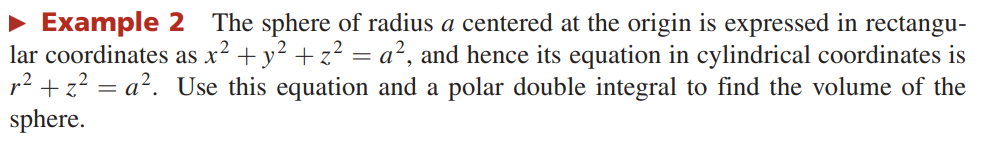 ▶ Example 2 The sphere of radius a centered at the origin is expressed in rectangu-
lar coordinates as x² + y² + z² = a², and hence its equation in cylindrical coordinates is
r² + z² = a². Use this equation and a polar double integral to find the volume of the
sphere.